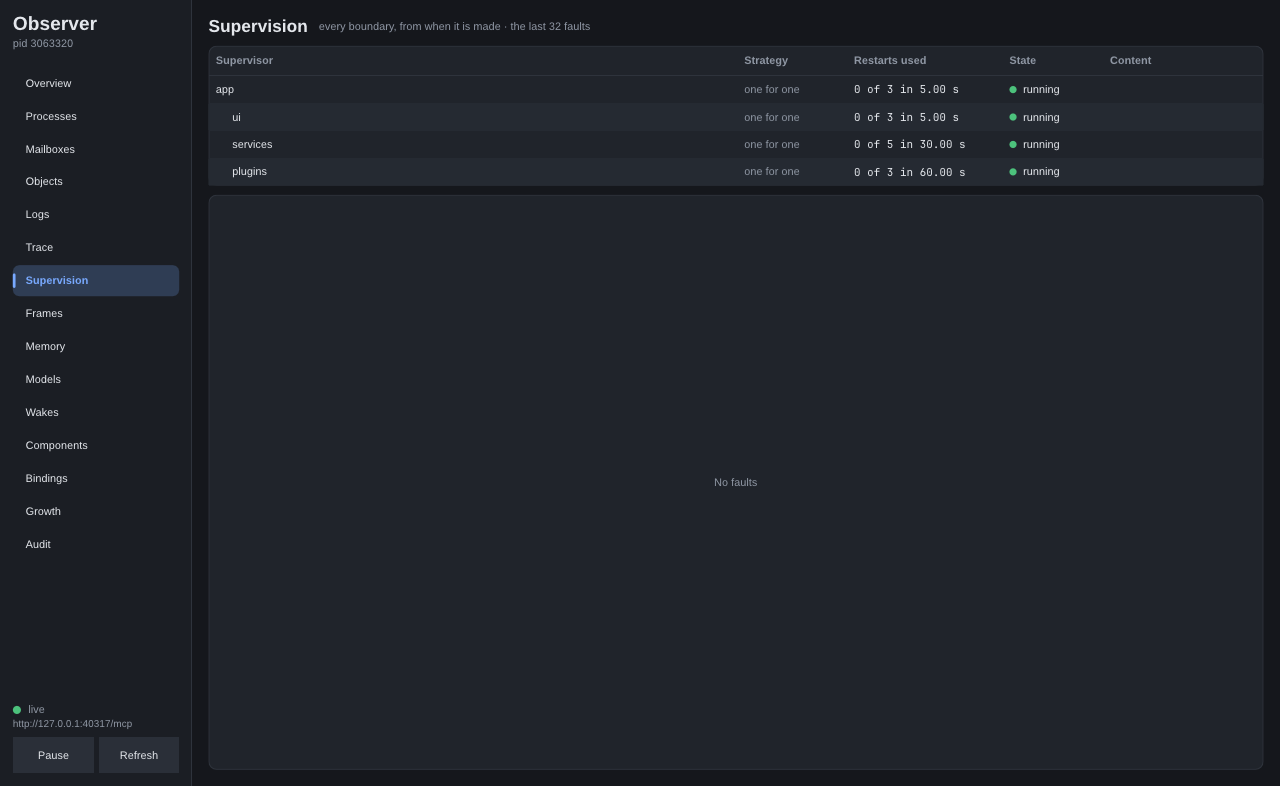 Observer
pid 3063320
Overview
Processes
Mailboxes
Objects
Logs
Trace
Supervision
Frames
Memory
Models
Wakes
Components
Bindings
Growth
Audit
live
http://127.0.0.1:40317/mcp
Pause Refresh
Supervision every boundary, from when it is made · the last 32 faults
Supervisor Strategy Restarts used State Content
app one for one 0 of 3 in 5.00 s running
ui one for one 0 of 3 in 5.00 s running
services one for one 0 of 5 in 30.00 s running
plugins one for one 0 of 3 in 60.00 s running
No faults